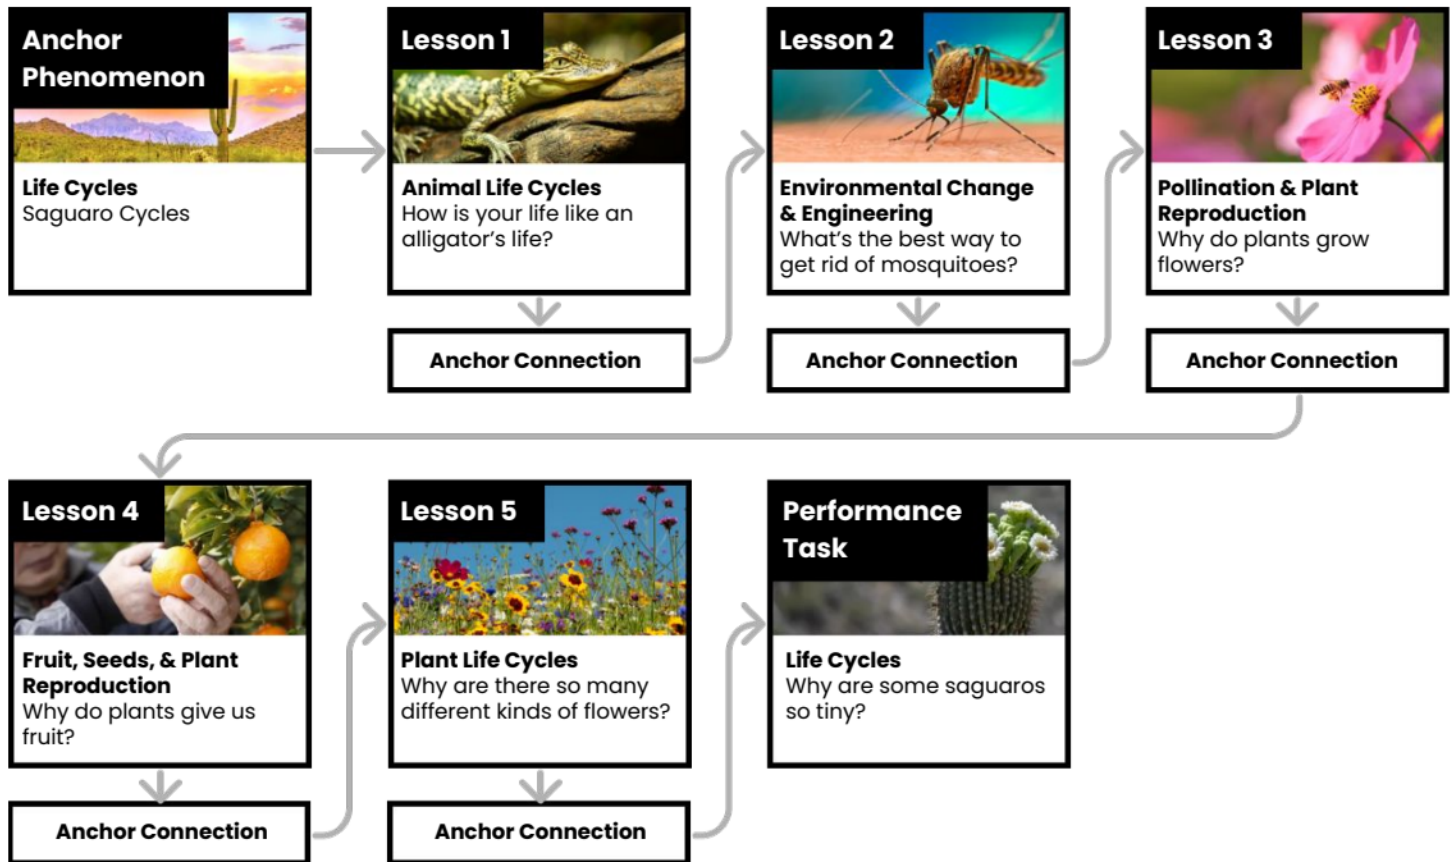 Anchor
Phenomenon
Life Cycles
Saguaro Cycles
Lesson 1
Animal Life Cycles
How is your life like an
alligator's life?
Anchor Connection
Lesson 2
Environmental Change
& Engineering
What's the best way to
get rid of mosquitoes?
Anchor Connection
Lesson 3
Pollination & Plant
Reproduction
Why do plants grow
flowers?
Anchor Connection
Lesson 4
Fruit, Seeds, & Plant
Reproduction
Why do plants give us
fruit?
Anchor Connection
Lesson 5
Plant Life Cycles
Why are there so many
different kinds of flowers?
Anchor Connection
Performance
Task
Life Cycles
Why are some saguaros
so tiny?